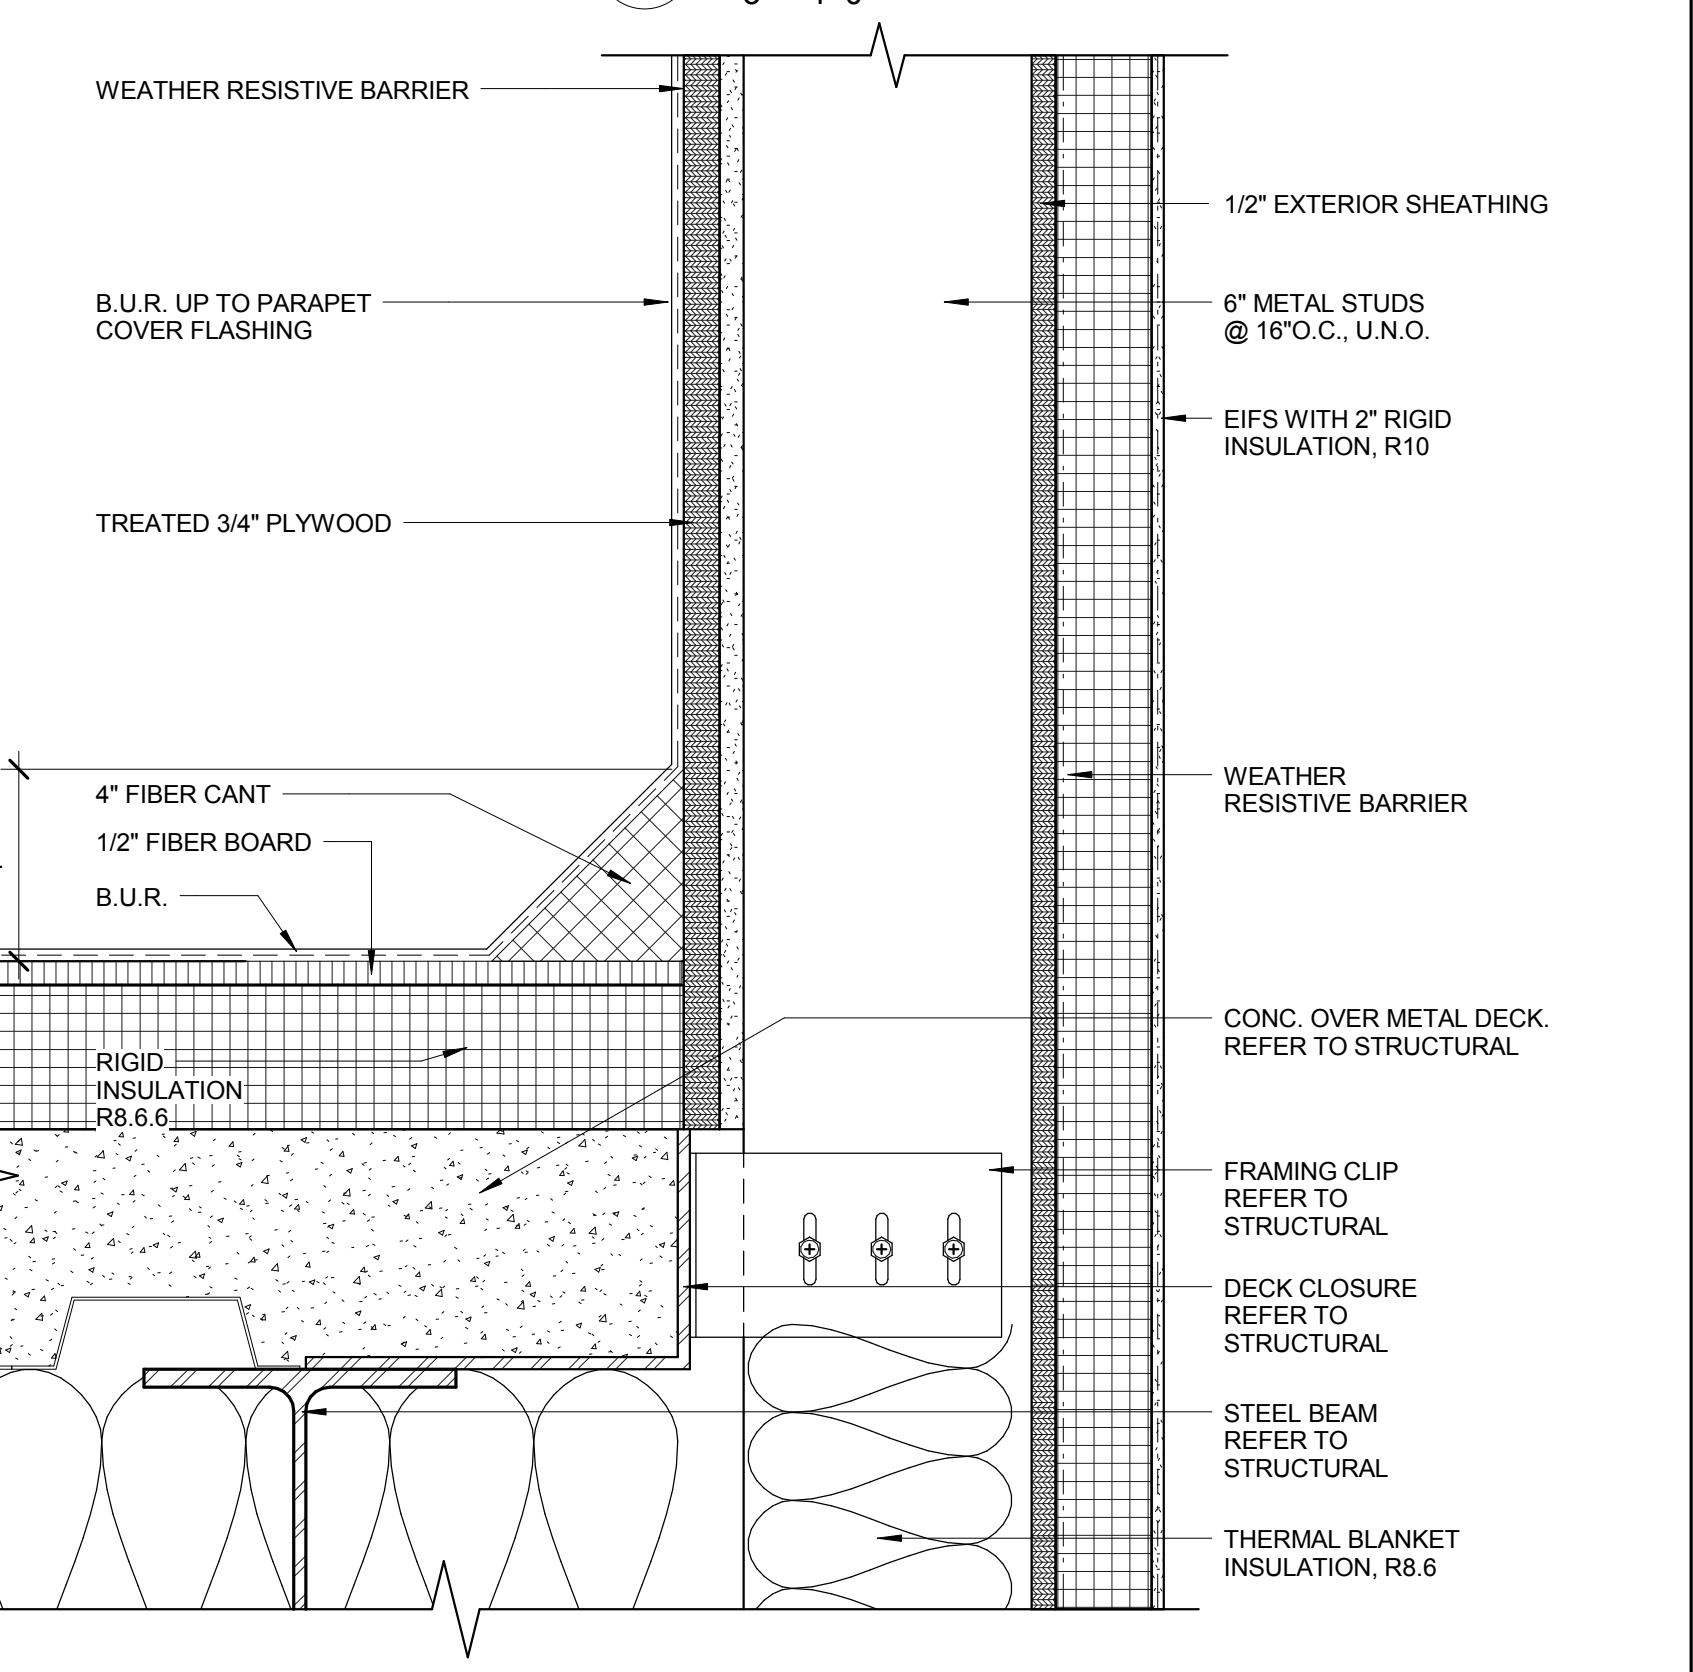 WEATHER RESISTIVE BARRIER
B.U.R. UP TO PARAPET
COVER FLASHING
TREATED 3/4" PLYWOOD
4" FIBER CANT
1/2" FIBER BOARD
B.U.R.
RIGID
INSULATION
R8.6.6
1/2" EXTERIOR SHEATHING
6" METAL STUDS
@ 16"O.C., U.N.O.
EIFS WITH 2" RIGID
INSULATION, R10
WEATHER
RESISTIVE BARRIER
CONC. OVER METAL DECK.
REFER TO STRUCTURAL
FRAMING CLIP
REFER TO
STRUCTURAL
DECK CLOSURE
REFER TO
STRUCTURAL
STEEL BEAM
REFER TO
STRUCTURAL
THERMAL BLANKET
INSULATION, R8.6